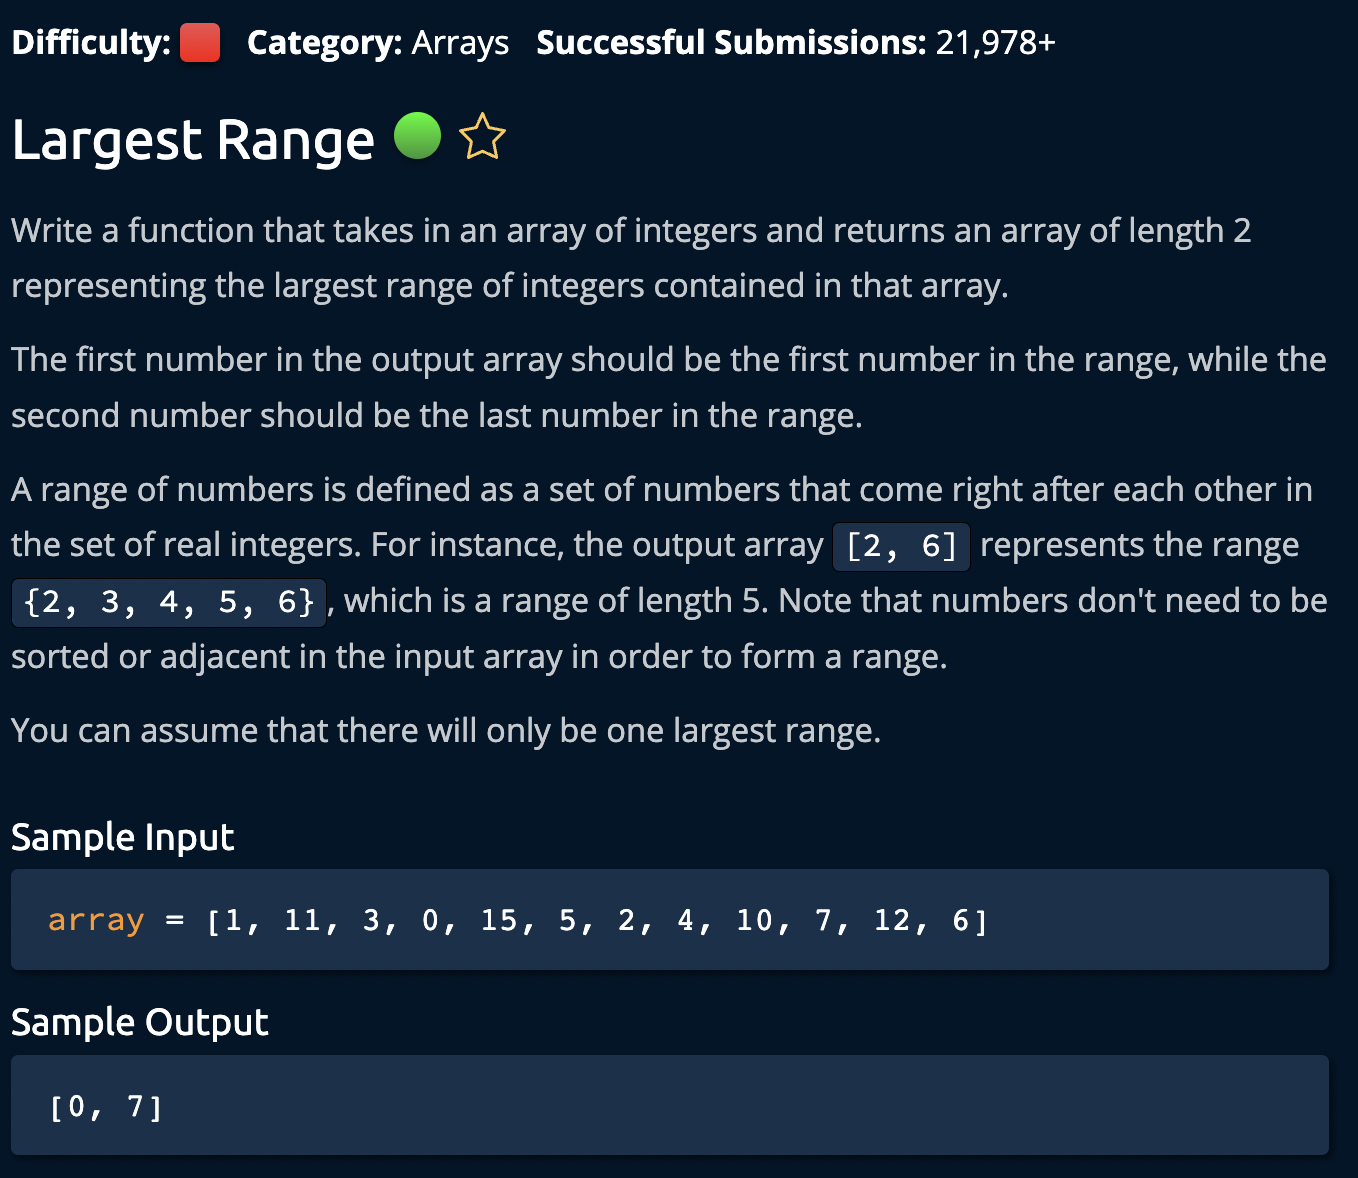 Difficulty: Category: Arrays Successful Submissions: 21,978+
Largest Range
Write a function that takes in an array of integers and returns an array of length 2
representing the largest range of integers contained in that array.
The first number in the output array should be the first number in the range, while the
second number should be the last number in the range.
A range of numbers is defined as a set of numbers that come right after each other in
the set of real integers. For instance, the output array [2, 6] represents the range
{2, 3, 4, 5, 6}, which is a range of length 5. Note that numbers don't need to be
sorted or adjacent in the input array in order to form a range.
You can assume that there will only be one largest range.
Sample Input
array = [1, 11, 3, 0, 15, 5, 2, 4, 10, 7, 12, 6]
Sample Output
[0, 7]